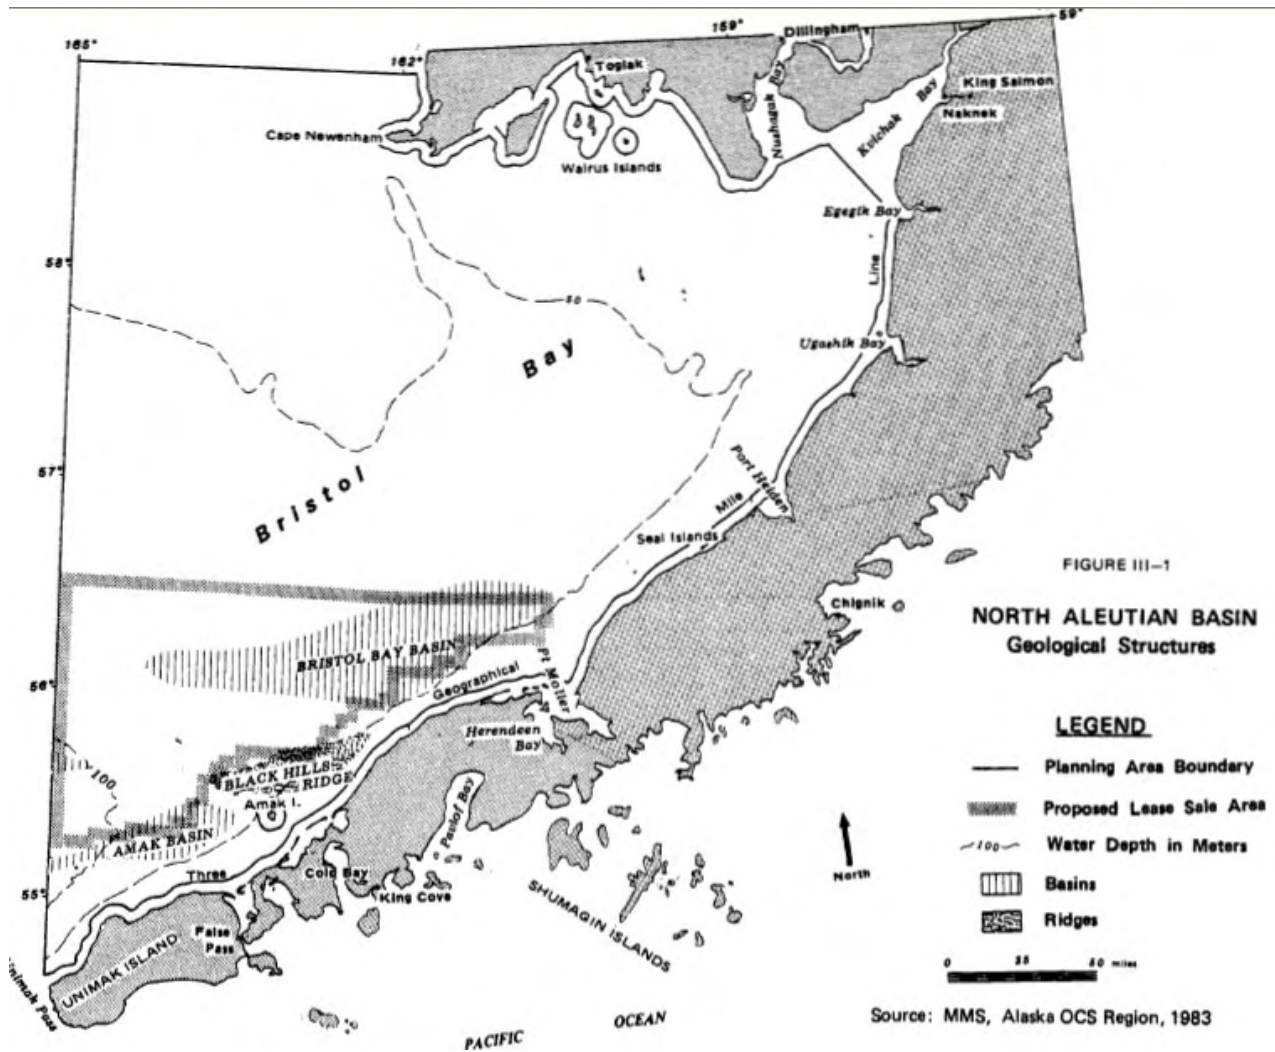 165°
162°
159°
59°
Dillingham
Togiak
King Salmon
Naknek
Cape Newenham
Nushagak Bay
Kvichak Bay
Walrus Islands
Egegik Bay
58°
50
Line
Bay
Ugashik Bay
57°
Bristol
Port Heiden
Mile
Seal Islands
FIGURE III-1
Chignik
NORTH ALEUTIAN BASIN
Geological Structures
BRISTOL BAY BASIN
Pt Moller
56°
Geographical
Herendeen
Bay
LEGEND
100
BLACK HILLS
RIDGE
Planning Area Boundary
Amak I.
Pavlof Bay
Proposed Lease Sale Area
AMAK BASIN
100 Water Depth in Meters
Three
Cold Bay
North
55°
King Cove
Basins
SHUMAGIN ISLANDS
Ridges
False
Pass
UNIMAK ISLAND
0 25 50 miles
Unimak Pass
Source: MMS, Alaska OCS Region, 1983
PACIFIC OCEAN